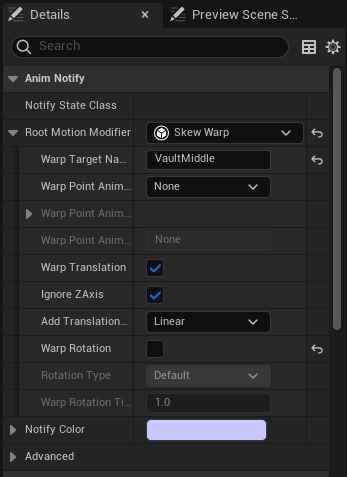 Details
Preview Scene S...
Search
Anim Notify
Notify State Class
Root Motion Modifier
Skew Warp
Warp Target Na...
VaultMiddle
Warp Point Anim...
None
Warp Point Anim...
Warp Point Anim...
None
Warp Translation
Ignore ZAxis
Add Translation...
Linear
Warp Rotation
Rotation Type
Default
Warp Rotation Ti...
1.0
Notify Color
Advanced